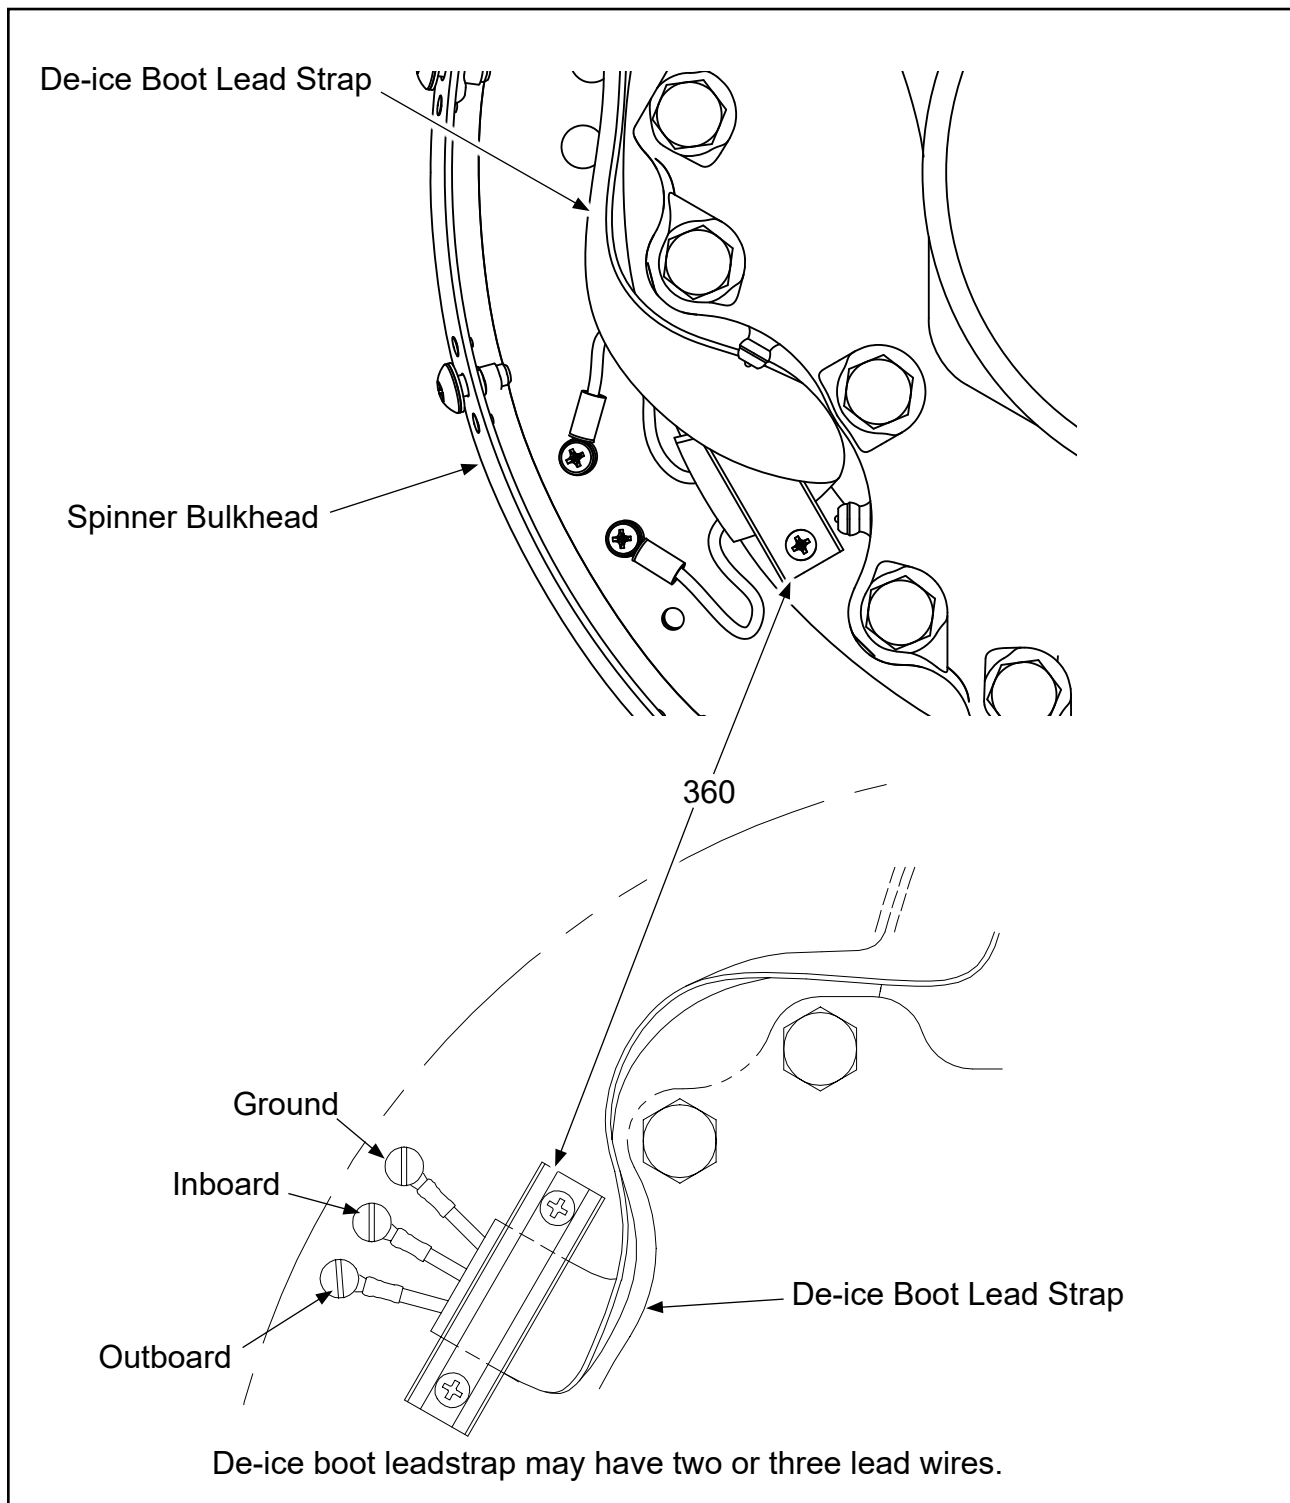 De-ice Boot Lead Strap
Spinner Bulkhead
360
Ground
Inboard
Outboard
De-ice Boot Lead Strap
De-ice boot leadstrap may have two or three lead wires.